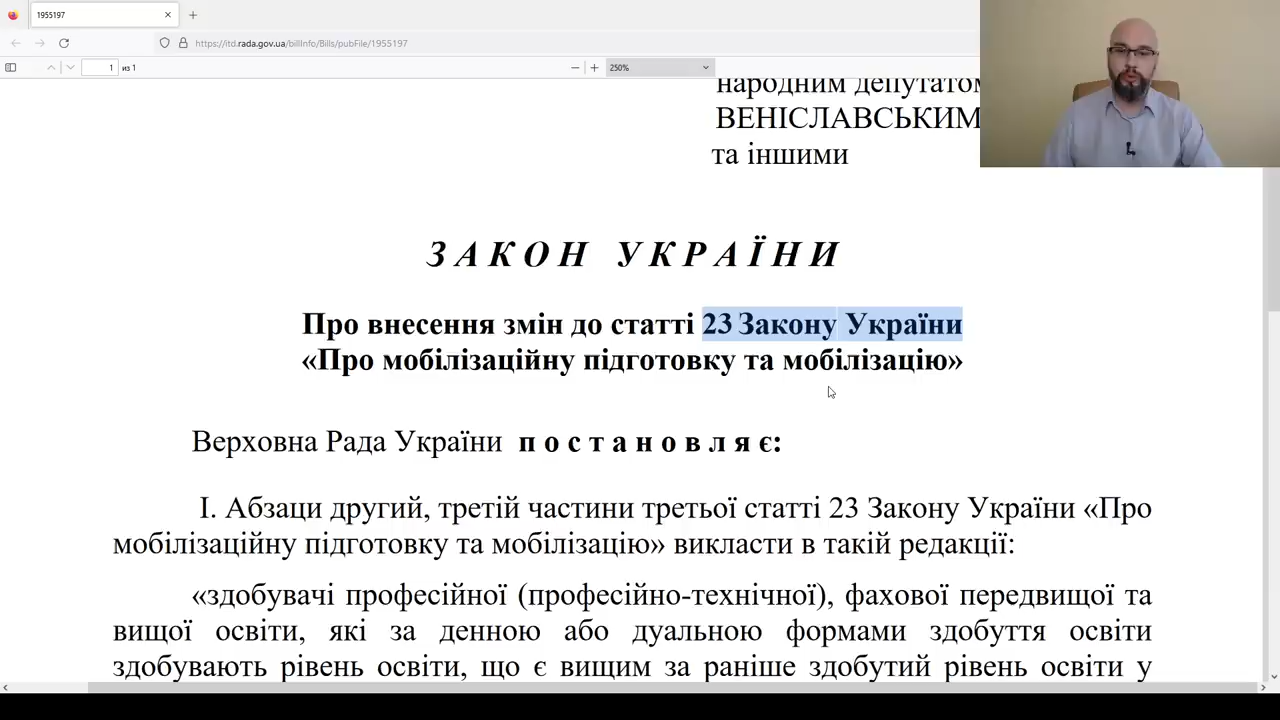 1955197
https://itd.rada.gov.ua/billInfo/Bills/pubFile/1955197
1 из 1
250%
народним депутатом
ВЕНІСЛАВСЬКИМ
та іншими
З А К О Н У К Р А Ї Н И
Про внесення змін до статті 23 Закону України
«Про мобілізаційну підготовку та мобілізацію»
Верховна Рада України п о с т а н о в л я є:
І. Абзаци другий, третій частини третьої статті 23 Закону України «Про
мобілізаційну підготовку та мобілізацію» викласти в такій редакції:
«здобувачі професійної (професійно-технічної), фахової передвищої та
вищої освіти, які за денною або дуальною формами здобуття освіти
здобувають рівень освіти, що є вищим за раніше здобутий рівень освіти у